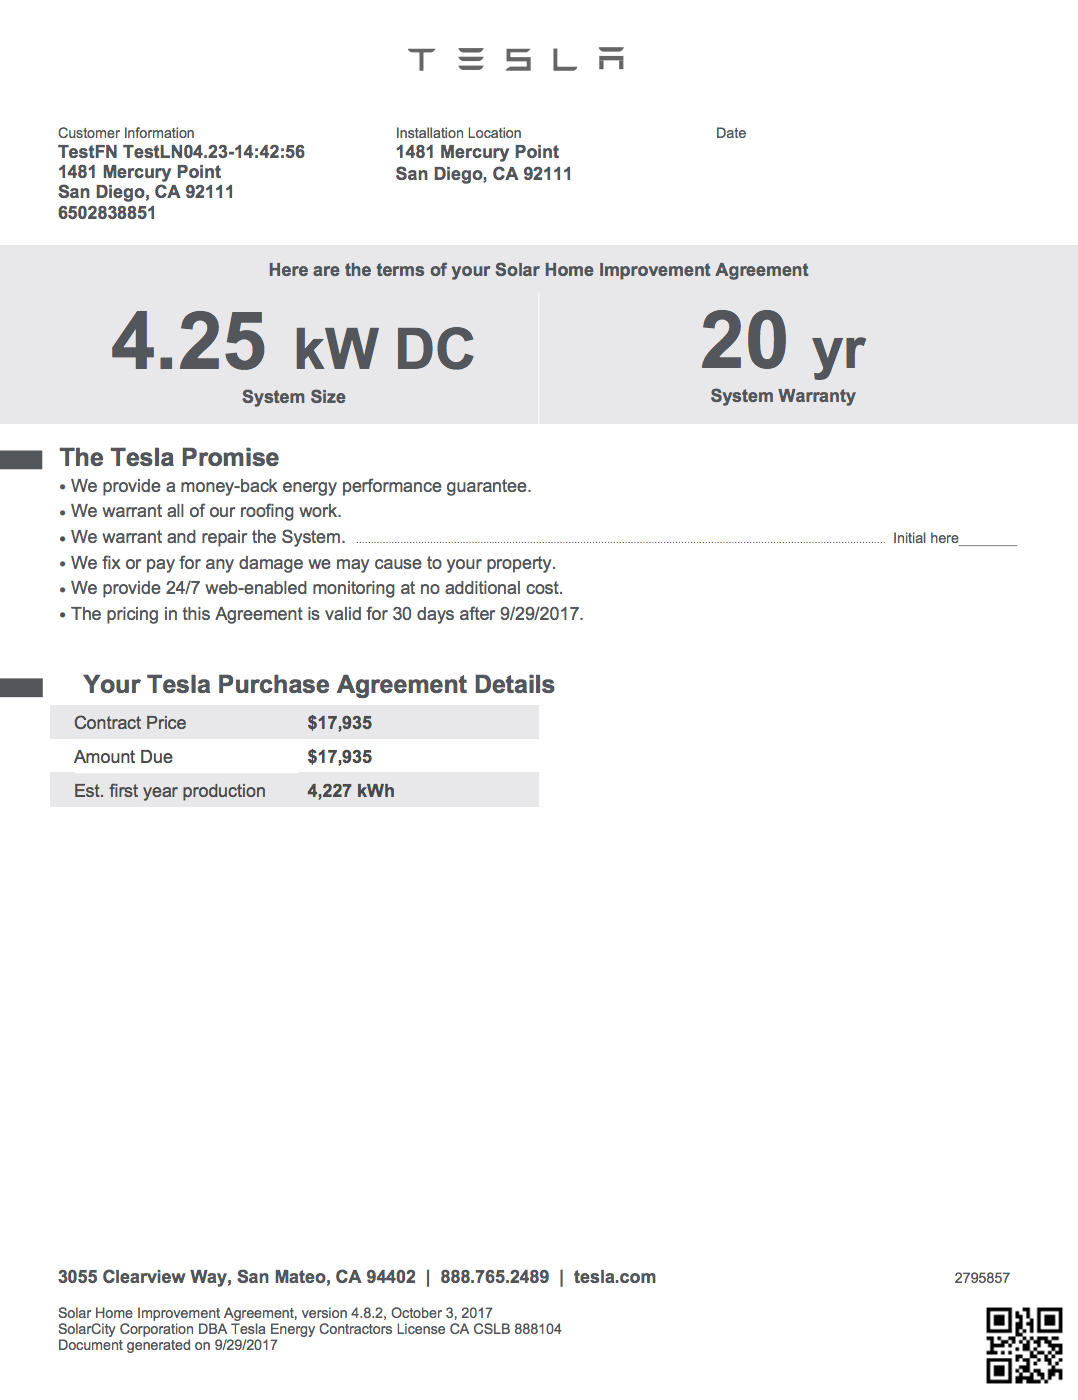 TESLA
Customer Information
TestFN TestLN04.23-14:42:56
1481 Mercury Point
San Diego, CA 92111
6502838851
Installation Location
1481 Mercury Point
San Diego, CA 92111
Date
Here are the terms of your Solar Home Improvement Agreement
4.25 kW DC
System Size
20 yr
System Warranty
The Tesla Promise
• We provide a money-back energy performance guarantee.
• We warrant all of our roofing work.
• We warrant and repair the System. Initial here_______
• We fix or pay for any damage we may cause to your property.
• We provide 24/7 web-enabled monitoring at no additional cost.
• The pricing in this Agreement is valid for 30 days after 9/29/2017.
Your Tesla Purchase Agreement Details
Contract Price $17,935
Amount Due $17,935
Est. first year production 4,227 kWh
3055 Clearview Way, San Mateo, CA 94402 | 888.765.2489 | tesla.com
2795857
Solar Home Improvement Agreement, version 4.8.2, October 3, 2017
SolarCity Corporation DBA Tesla Energy Contractors License CA CSLB 888104
Document generated on 9/29/2017